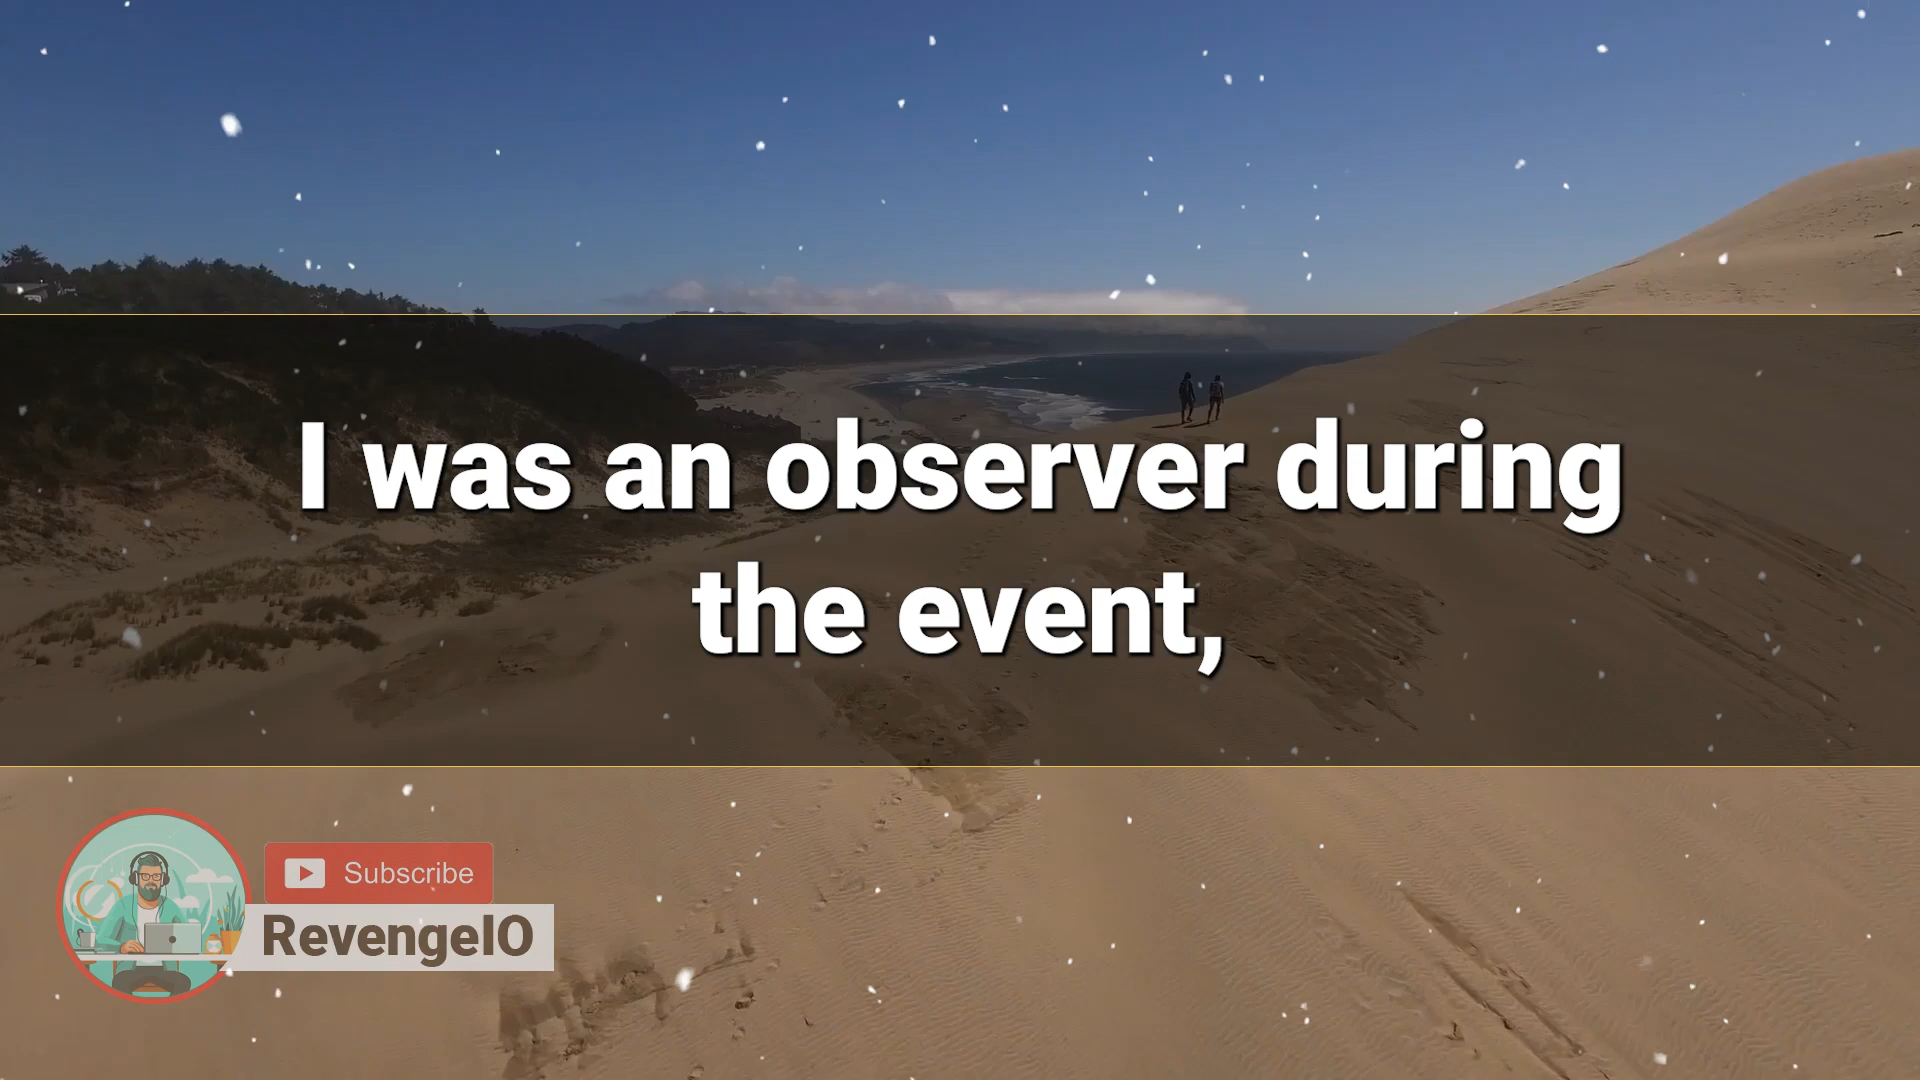 I was an observer during
the event,
Subscribe
RevengeIO